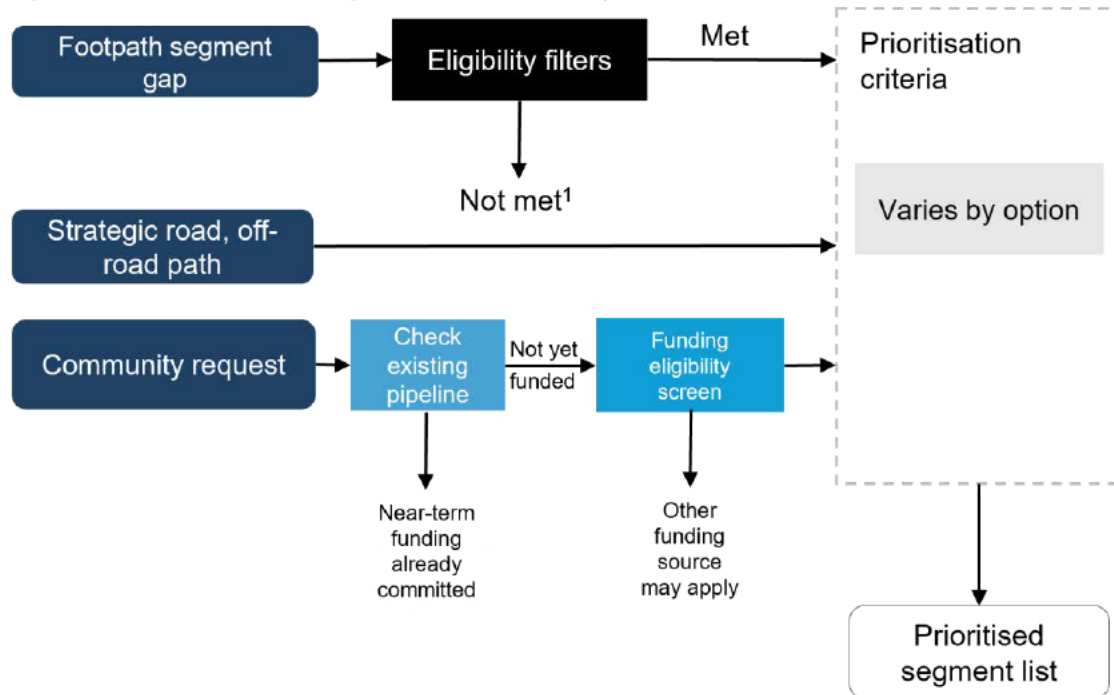 Footpath segment
gap
Eligibility filters
Met
Prioritisation
criteria
Not met¹
Varies by option
Strategic road, off-
road path
Community request
Check
existing
pipeline
Not yet
funded
Funding
eligibility
screen
Near-term
funding
already
committed
Other
funding
source
may apply
Prioritised
segment list